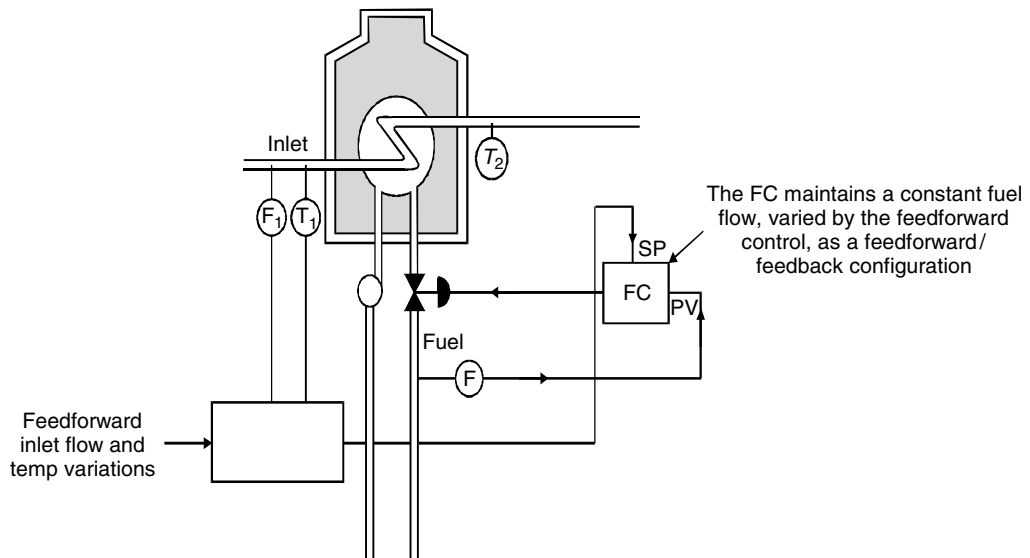 Inlet
T2
F1
T1
The FC maintains a constant fuel
flow, varied by the feedforward
control, as a feedforward/
feedback configuration
SP
FC
PV
Fuel
F
Feedforward
inlet flow and
temp variations